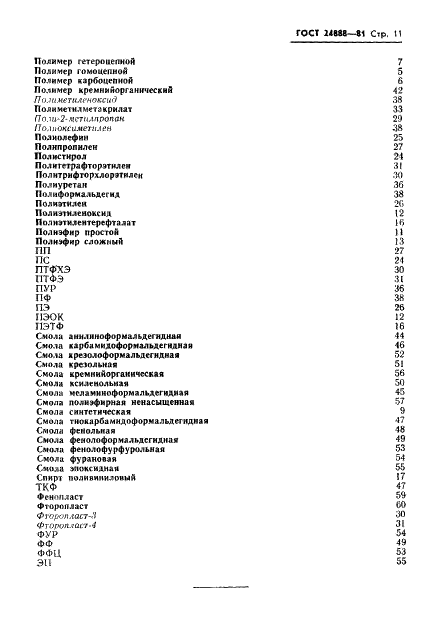 ГОСТ 24888—81 Стр. 11
Полимер гетероцепной 7
Полимер гомоцепной 5
Полимер карбоцепной 6
Полимер кремнийорганический 42
Полиметиленоксид 38
Полиметилметакрилат 33
Поли-2-метилпропан 29
Полиоксиметилен 38
Полиолефин 25
Полипропилен 27
Полистирол 24
Политетрафторэтилен 31
Политрифторхлорэтилен 30
Полиуретан 36
Полиформальдегид 38
Полиэтилен 26
Полиэтиленоксид 12
Полиэтилентерефталат 16
Полиэфир простой 11
Полиэфир сложный 13
ПП 27
ПС 24
ПТФХЭ 30
ПТФЭ 31
ПУР 36
ПФ 38
ПЭ 26
ПЭОК 12
ПЭТФ 16
Смола анилиноформальдегидная 44
Смола карбамидоформальдегидная 46
Смола крезолоформальдегидная 52
Смола крезольная 51
Смола кремнийорганическая 56
Смола ксиленольная 50
Смола меламиноформальдегидная 45
Смола полиэфирная ненасыщенная 57
Смола синтетическая 9
Смола тиокарбамидоформальдегидная 47
Смола фенольная 48
Смола фенолоформальдегидная 49
Смола фенолофурфурольная 53
Смола фурановая 54
Смола эпоксидная 55
Спирт поливиниловый 17
ТКФ 47
Фенопласт 59
Фторопласт 60
Фторопласт-3 30
Фторопласт-4 31
ФУР 54
ФФ 49
ФФЦ 53
ЭП 55